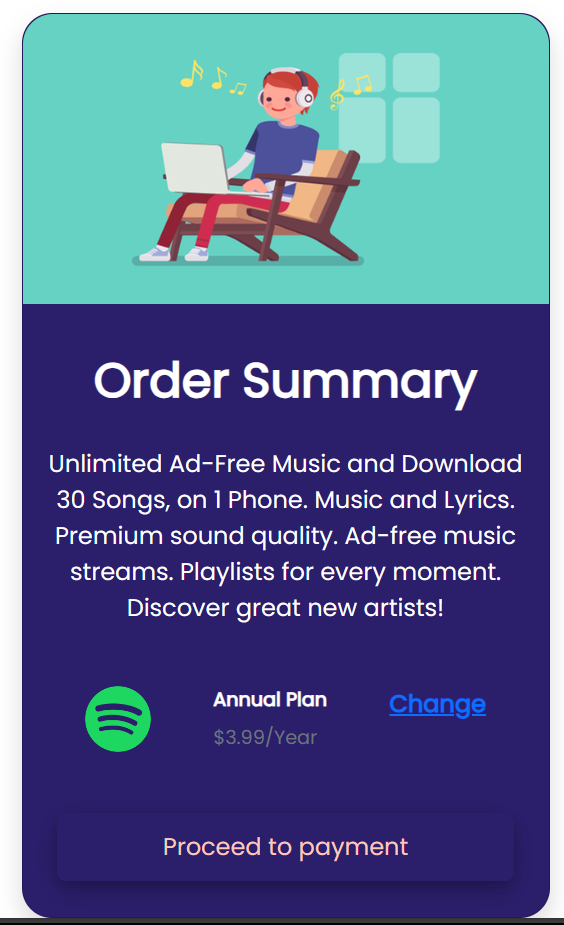 Order Summary
Unlimited Ad-Free Music and Download
30 Songs, on 1 Phone. Music and Lyrics.
Premium sound quality. Ad-free music
streams. Playlists for every moment.
Discover great new artists!
Annual Plan
$3.99/Year
Change
Proceed to payment